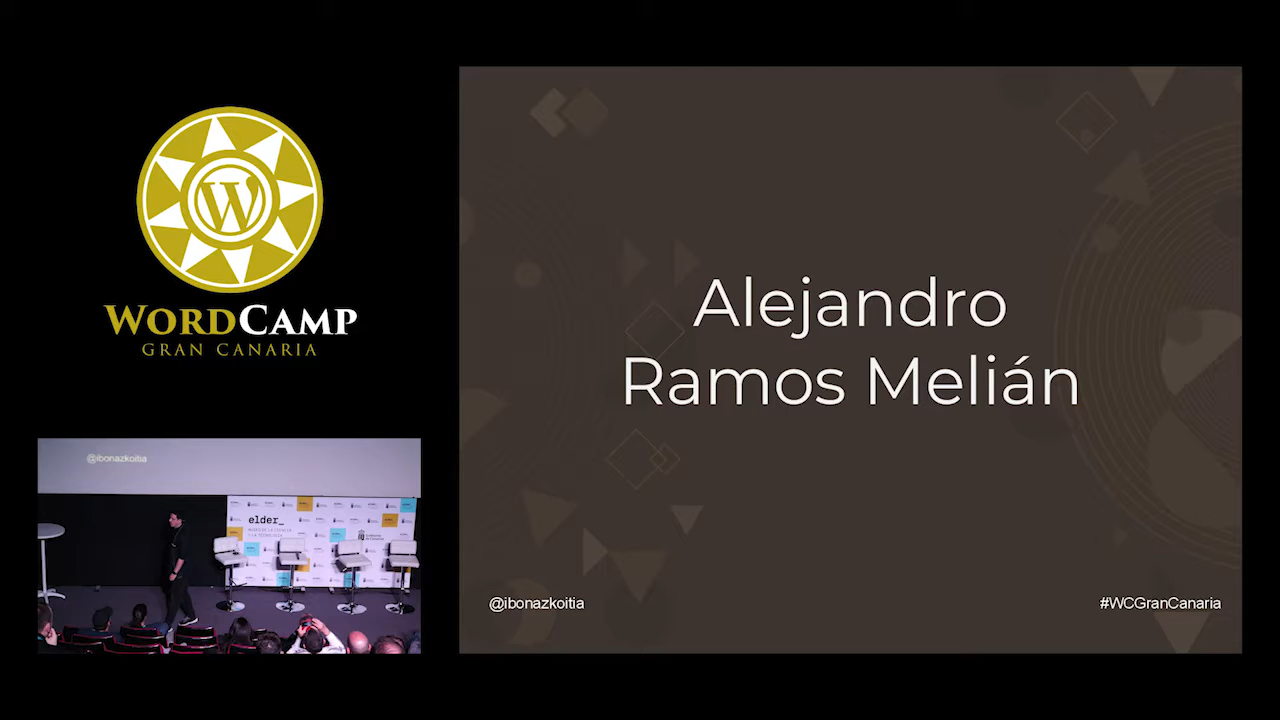 WORDCAMP
GRAN CANARIA
Alejandro
Ramos Melián
@ibonazkoitia
#WCGranCanaria
@ibonazkoitia
elder_